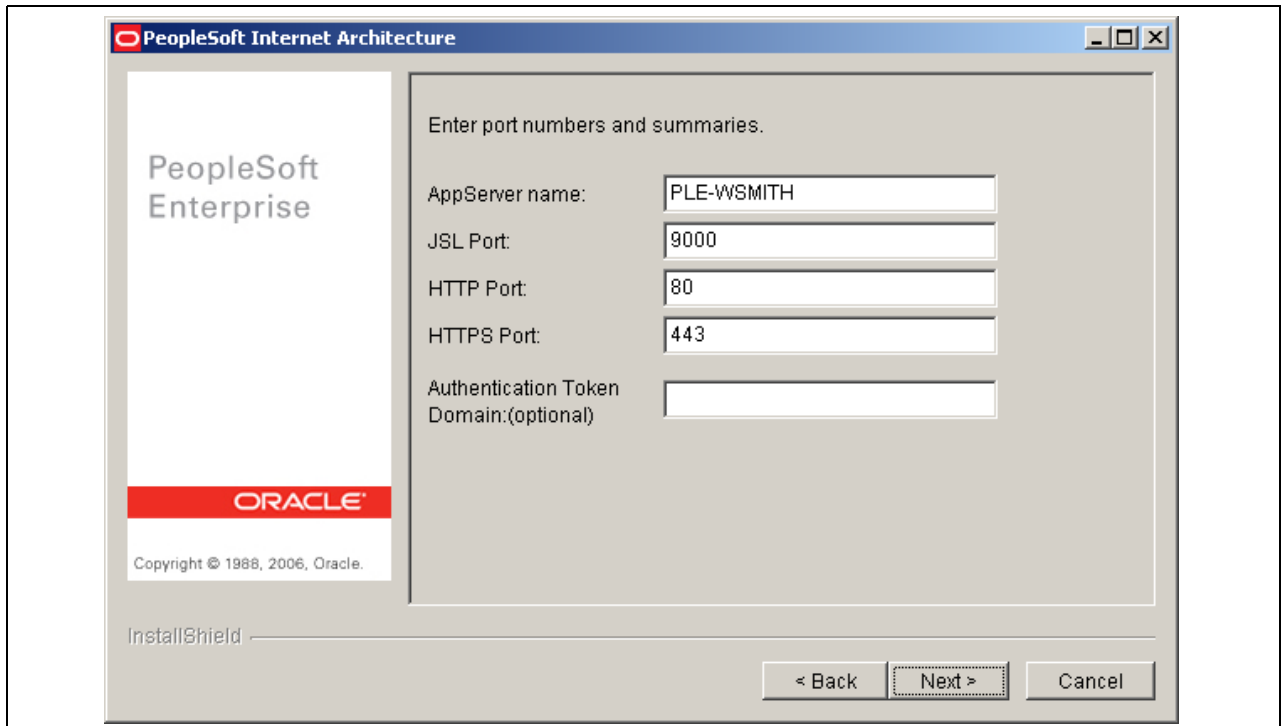 PeopleSoft Internet Architecture
PeopleSoft
Enterprise
ORACLE
Copyright © 1988, 2006, Oracle.
Enter port numbers and summaries.
AppServer name:
PLE-WSMITH
JSL Port:
9000
HTTP Port:
80
HTTPS Port:
443
Authentication Token
Domain:(optional)
InstallShield
< Back
Next >
Cancel